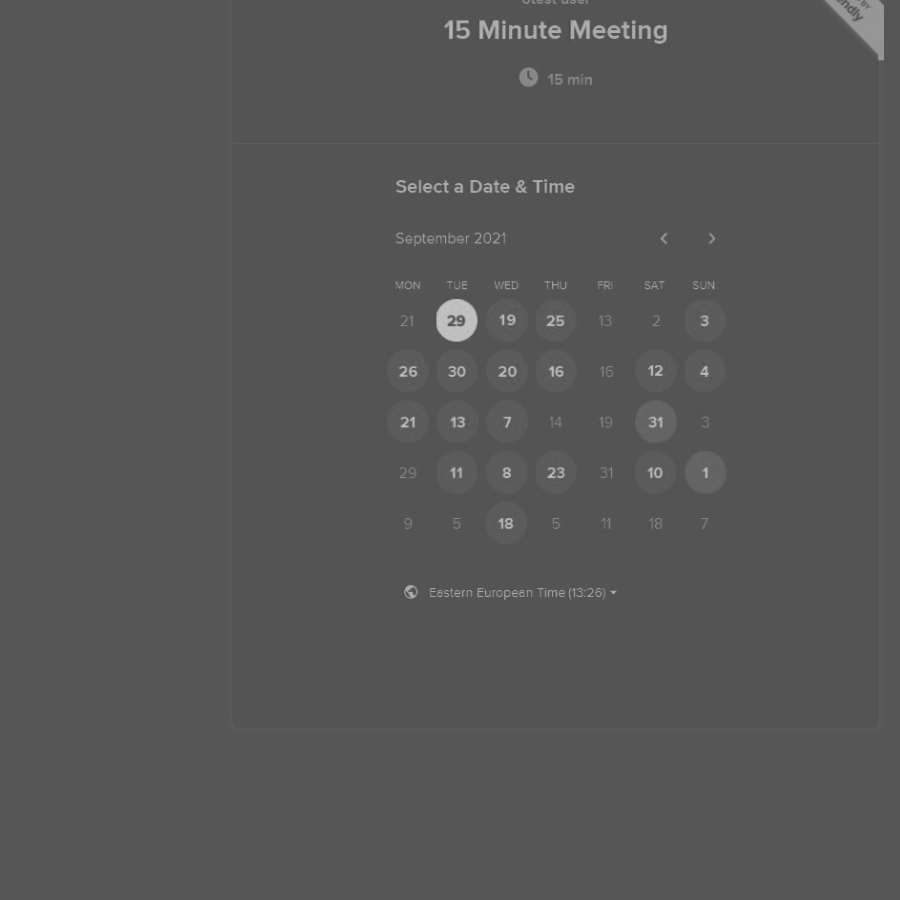 15 Minute Meeting
15 min
Select a Date & Time
September 2021
MON TUE WED THU FRI SAT SUN
21 29 19 25 13 2 3
26 30 20 16 16 12 4
21 13 7 14 19 31 3
29 11 8 23 31 10 1
9 5 18 5 11 18 7
Eastern European Time (13:26)